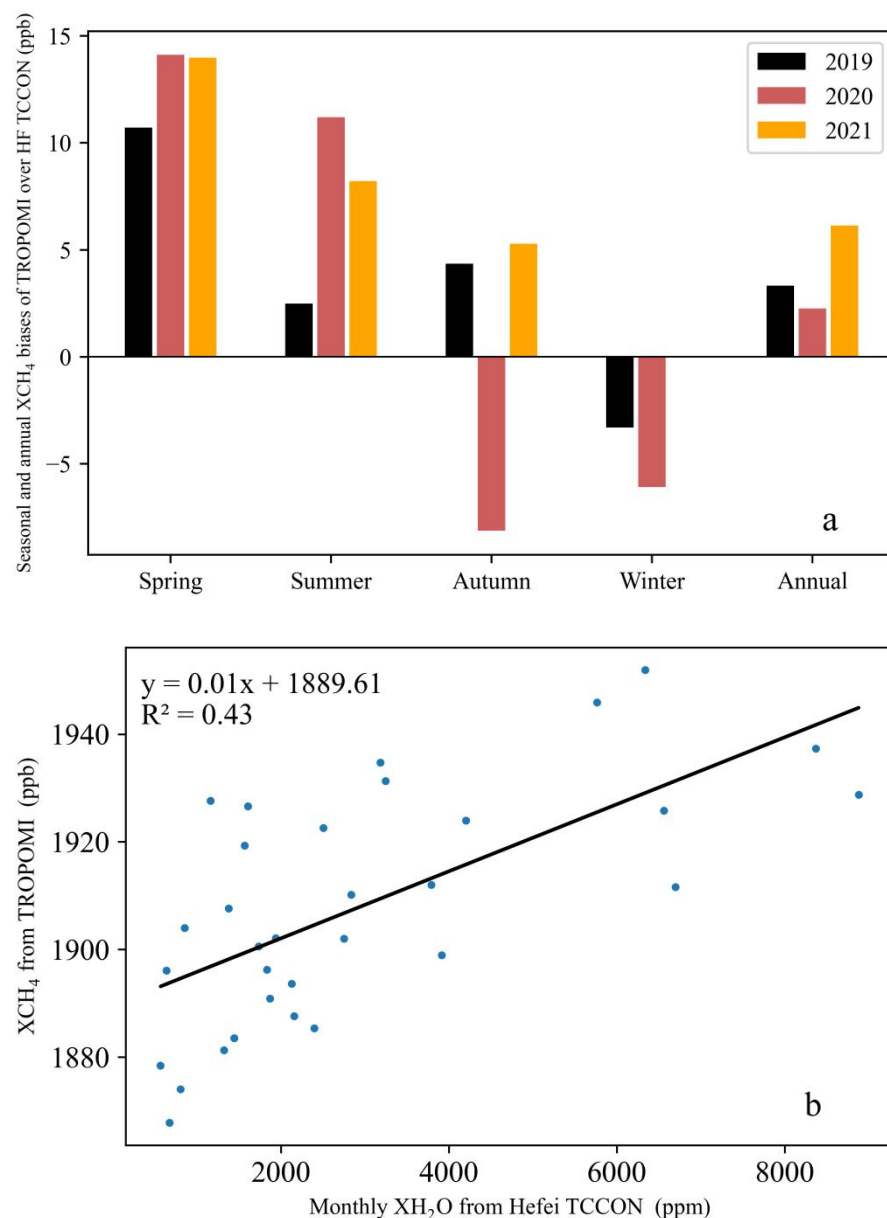 Seasonal and annual XCH₄ biases of TROPOMI over HF TCCON (ppb)
15
10
5
0
−5
2019
2020
2021
a
Spring Summer Autumn Winter Annual
y = 0.01x + 1889.61
R² = 0.43
XCH₄ from TROPOMI (ppb)
1940
1920
1900
1880
b
2000 4000 6000 8000
Monthly XH₂O from Hefei TCCON (ppm)